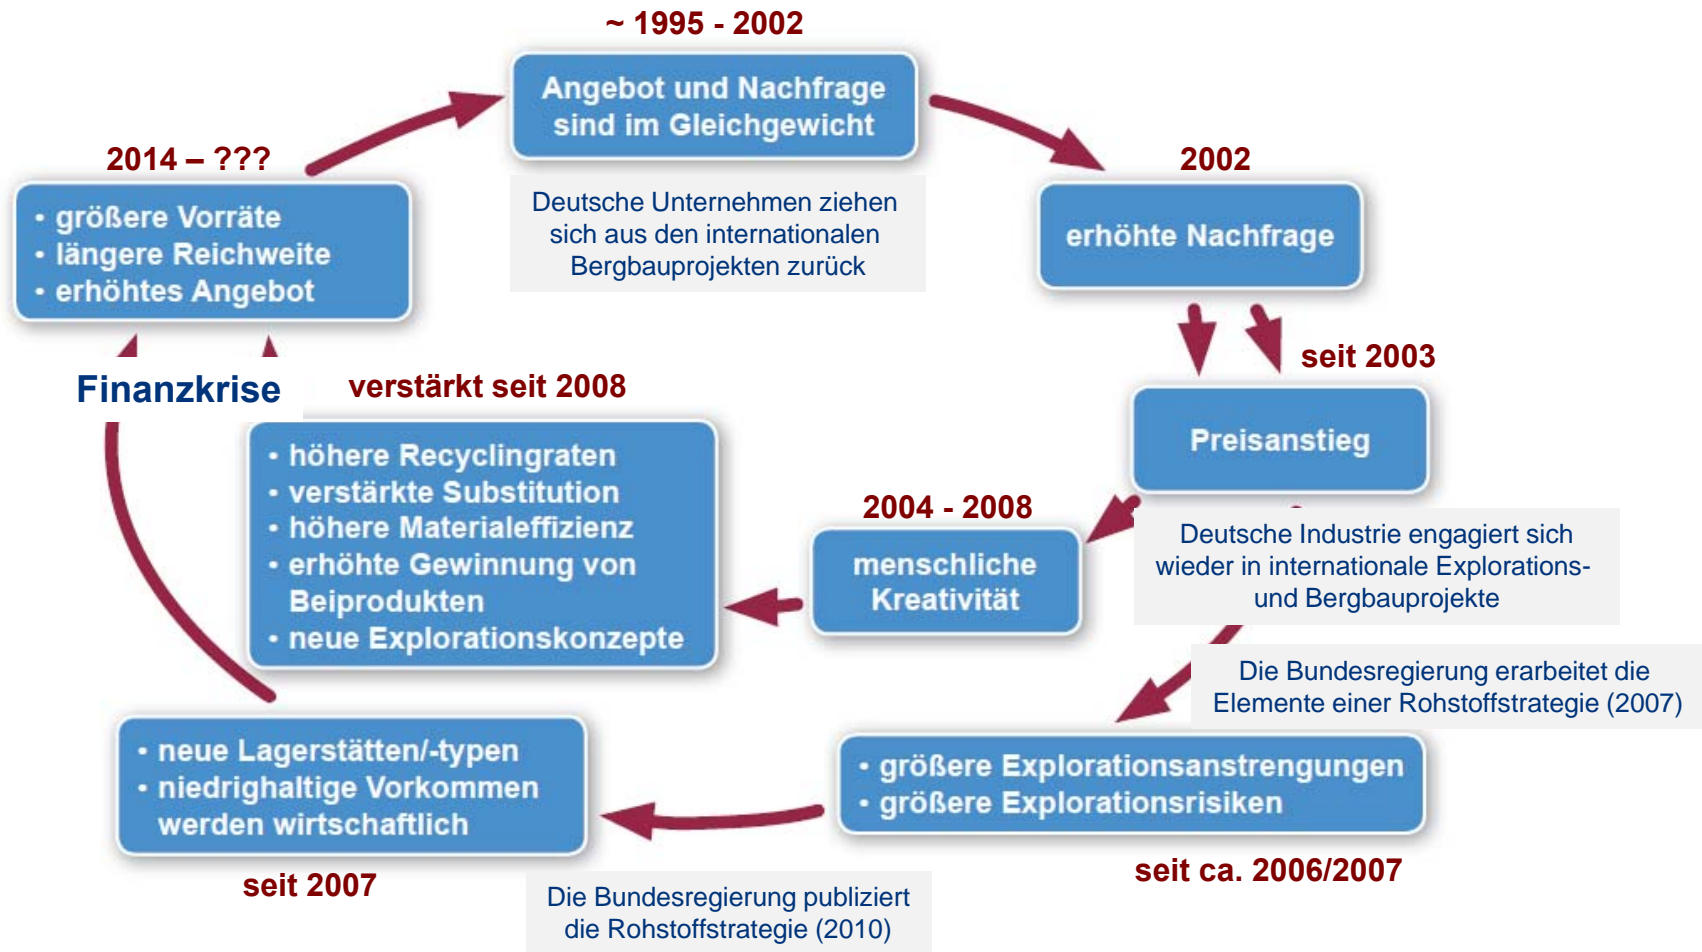 ~ 1995 - 2002
Angebot und Nachfrage
sind im Gleichgewicht
Deutsche Unternehmen ziehen
sich aus den internationalen
Bergbauprojekten zurück
2002
erhöhte Nachfrage
seit 2003
Preisanstieg
Deutsche Industrie engagiert sich
wieder in internationale Explorations-
und Bergbauprojekte
Die Bundesregierung erarbeitet die
Elemente einer Rohstoffstrategie (2007)
2004 - 2008
menschliche
Kreativität
verstärkt seit 2008
• höhere Recyclingraten
• verstärkte Substitution
• höhere Materialeffizienz
• erhöhte Gewinnung von
Beiprodukten
• neue Explorationskonzepte
• größere Explorationsanstrengungen
• größere Explorationsrisiken
seit ca. 2006/2007
Die Bundesregierung publiziert
die Rohstoffstrategie (2010)
• neue Lagerstätten/-typen
• niedrighaltige Vorkommen
werden wirtschaftlich
seit 2007
Finanzkrise
2014 – ???
• größere Vorräte
• längere Reichweite
• erhöhtes Angebot